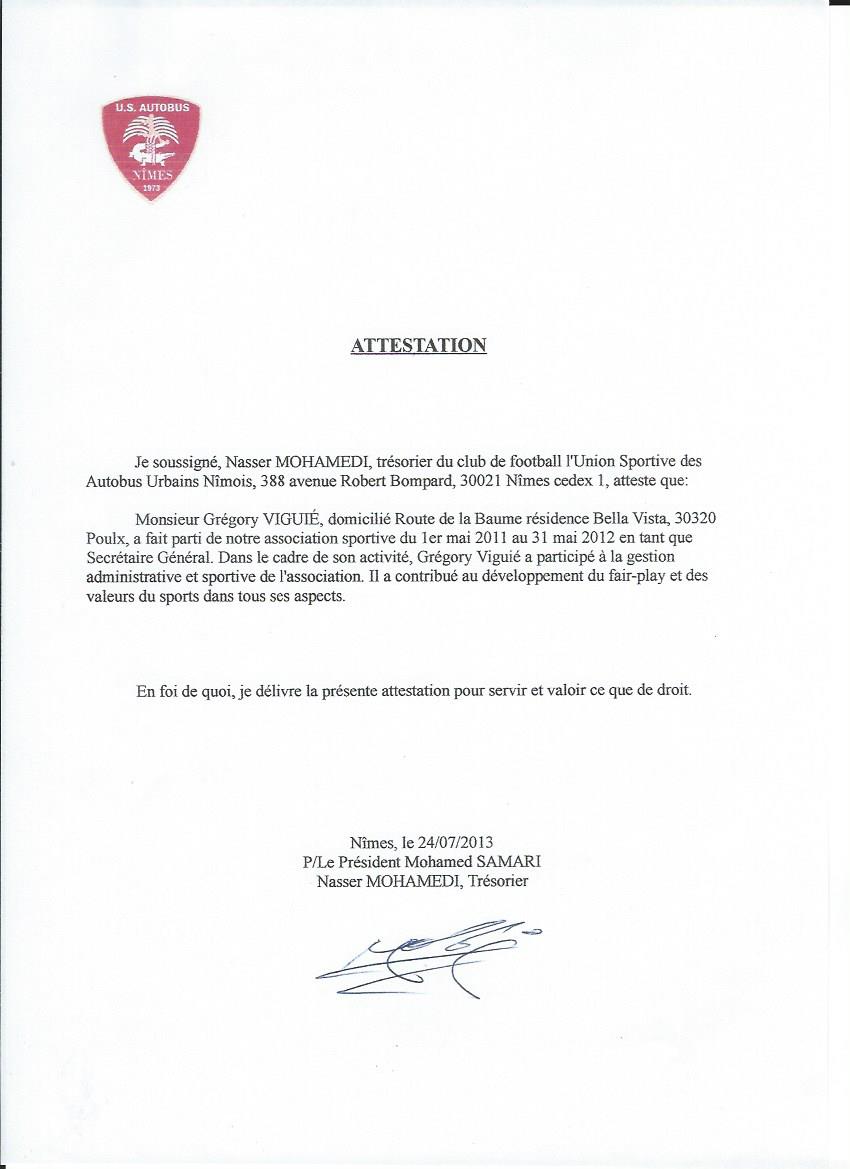 U.S. AUTOBUS
NÎMES
1973
ATTESTATION
Je soussigné, Nasser MOHAMEDI, trésorier du club de football l'Union Sportive des
Autobus Urbains Nîmois, 388 avenue Robert Bompard, 30021 Nîmes cedex 1, atteste que:
Monsieur Grégory VIGUIÉ, domicilié Route de la Baume résidence Bella Vista, 30320
Poulx, a fait parti de notre association sportive du 1er mai 2011 au 31 mai 2012 en tant que
Secrétaire Général. Dans le cadre de son activité, Grégory Viguié a participé à la gestion
administrative et sportive de l'association. Il a contribué au développement du fair-play et des
valeurs du sports dans tous ses aspects.
En foi de quoi, je délivre la présente attestation pour servir et valoir ce que de droit.
Nîmes, le 24/07/2013
P/Le Président Mohamed SAMARI
Nasser MOHAMEDI, Trésorier